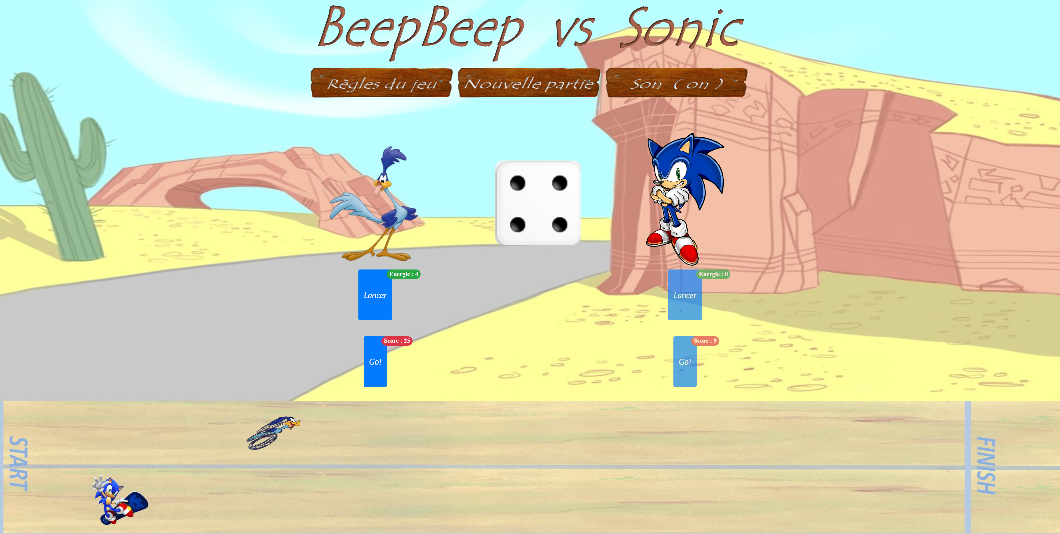 BeepBeep vs Sonic
Règles du jeu
Nouvelle partie
Son ( on )
Energie : 4
Lancer
Energie : 0
Lancer
Score : 25
Go!
Score : 9
Go!
START
FINISH